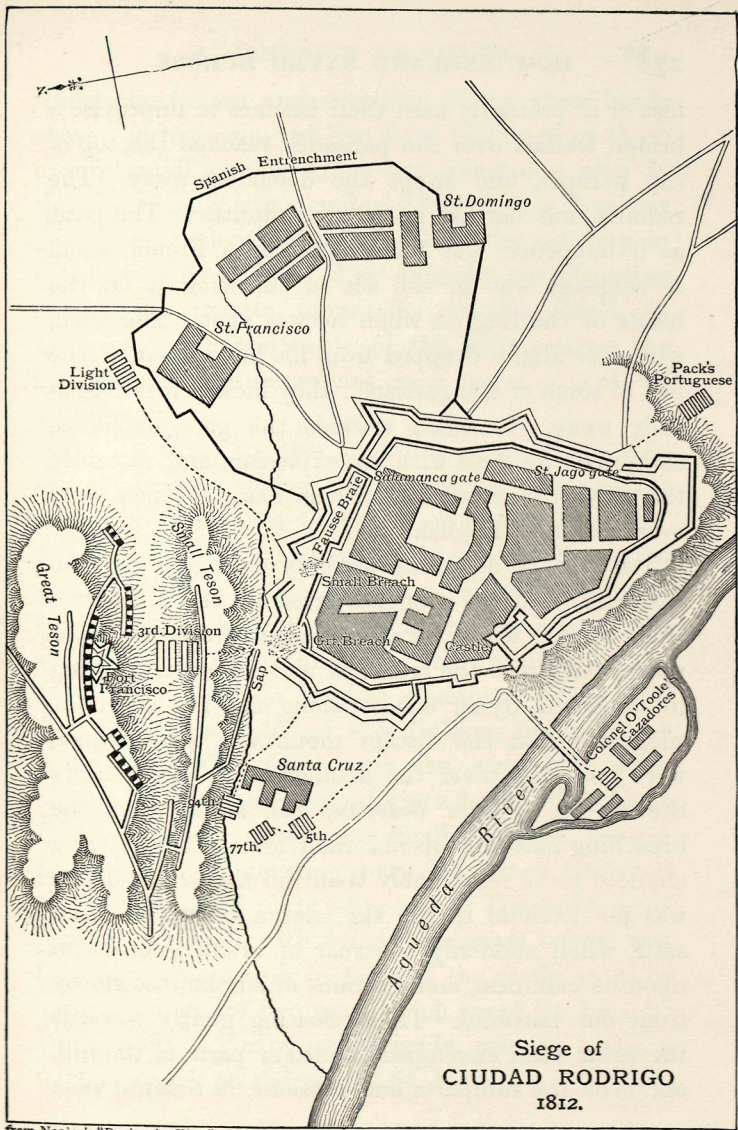 N.
Spanish Entrenchment
St. Domingo
St. Francisco
Light
Division
Pack's
Portuguese
Salamanca gate
St. Jago gate
Fausse Braie
Small Teson
Great
Teson
Small Breach
3rd. Division
Grt. Breach
Castle
Fort
Francisco
Sap
Colonel O'Toole's
Cazadores
Santa Cruz
94th.
77th.
5th.
Agueda River
Siege of
CIUDAD RODRIGO
1812.